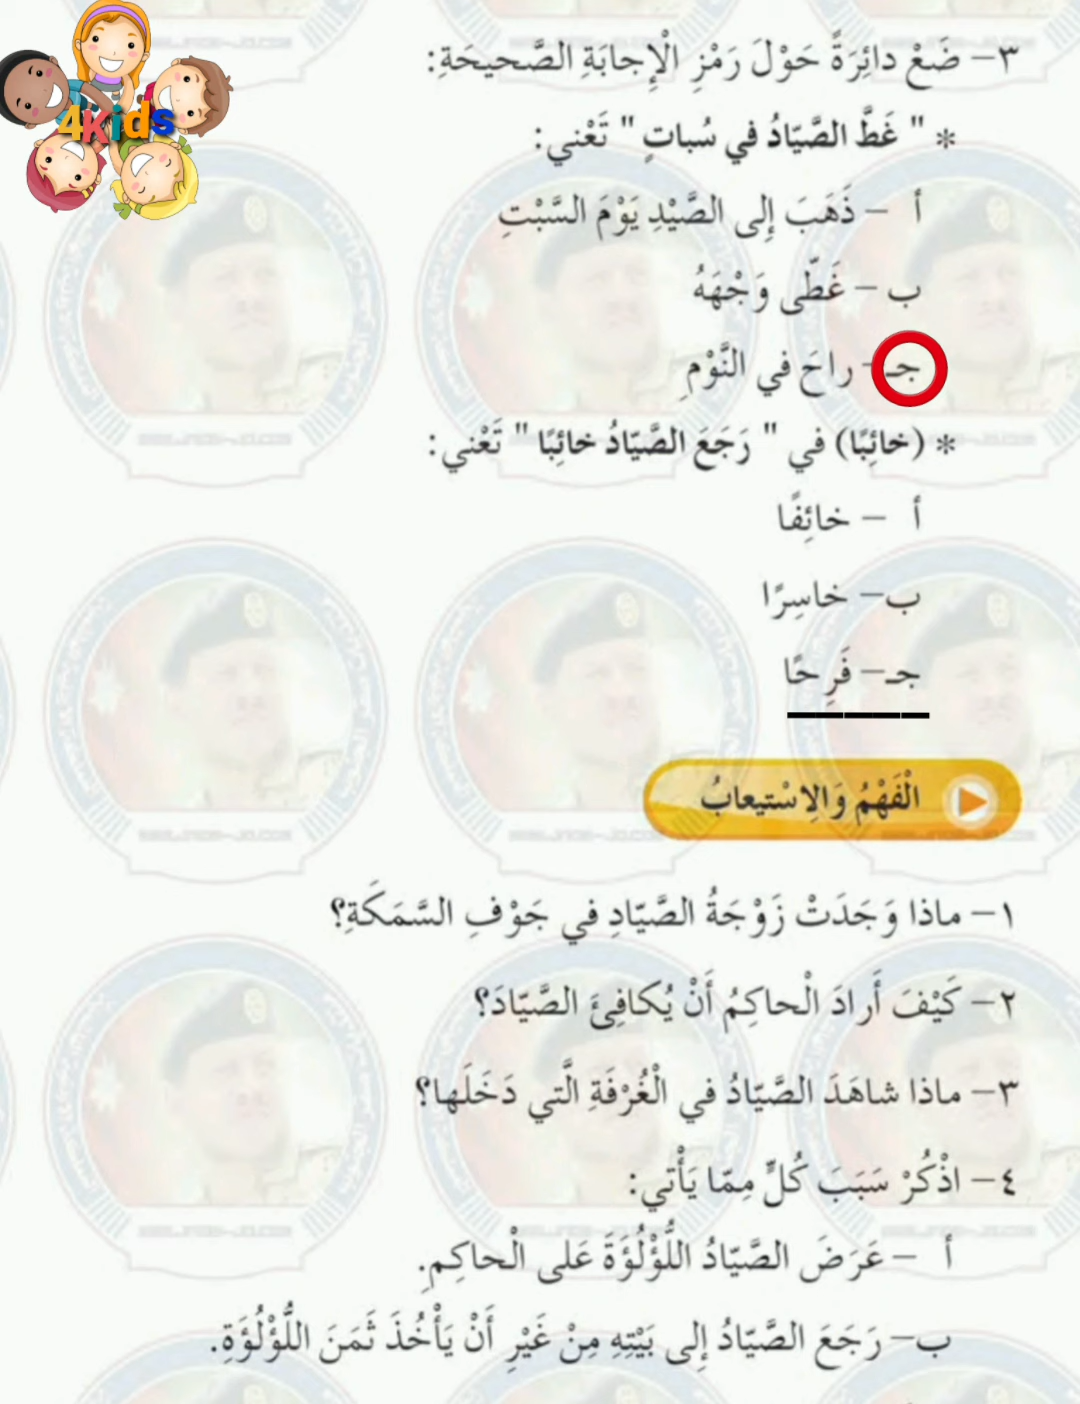 4Kids
٣– ضَعْ دائِرَةً حَوْلَ رَمْزِ الْإِجابَةِ الصَّحيحَةِ:
* " غَطَّ الصَّيّادُ في سُباتٍ " تَعْني:
أ – ذَهَبَ إِلى الصَّيْدِ يَوْمَ السَّبْتِ
ب – غَطّى وَجْهَهُ
جـ – راحَ في النَّوْمِ
* (خائِبًا) في " رَجَعَ الصَّيّادُ خائِبًا " تَعْني:
أ – خائِفًا
ب – خاسِرًا
جـ – فَرِحًا
الْفَهْمُ وَالِاسْتيعابُ
١– ماذا وَجَدَتْ زَوْجَةُ الصَّيّادِ في جَوْفِ السَّمَكَةِ؟
٢– كَيْفَ أَرادَ الْحاكِمُ أَنْ يُكافِئَ الصَّيّادَ؟
٣– ماذا شاهَدَ الصَّيّادُ في الْغُرْفَةِ الَّتي دَخَلَها؟
٤– اذْكُرْ سَبَبَ كُلٍّ مِمّا يَأْتي:
أ – عَرَضَ الصَّيّادُ اللُّؤْلُؤَةَ عَلى الْحاكِمِ.
ب– رَجَعَ الصَّيّادُ إِلى بَيْتِهِ مِنْ غَيْرِ أَنْ يَأْخُذَ ثَمَنَ اللُّؤْلُؤَةِ.